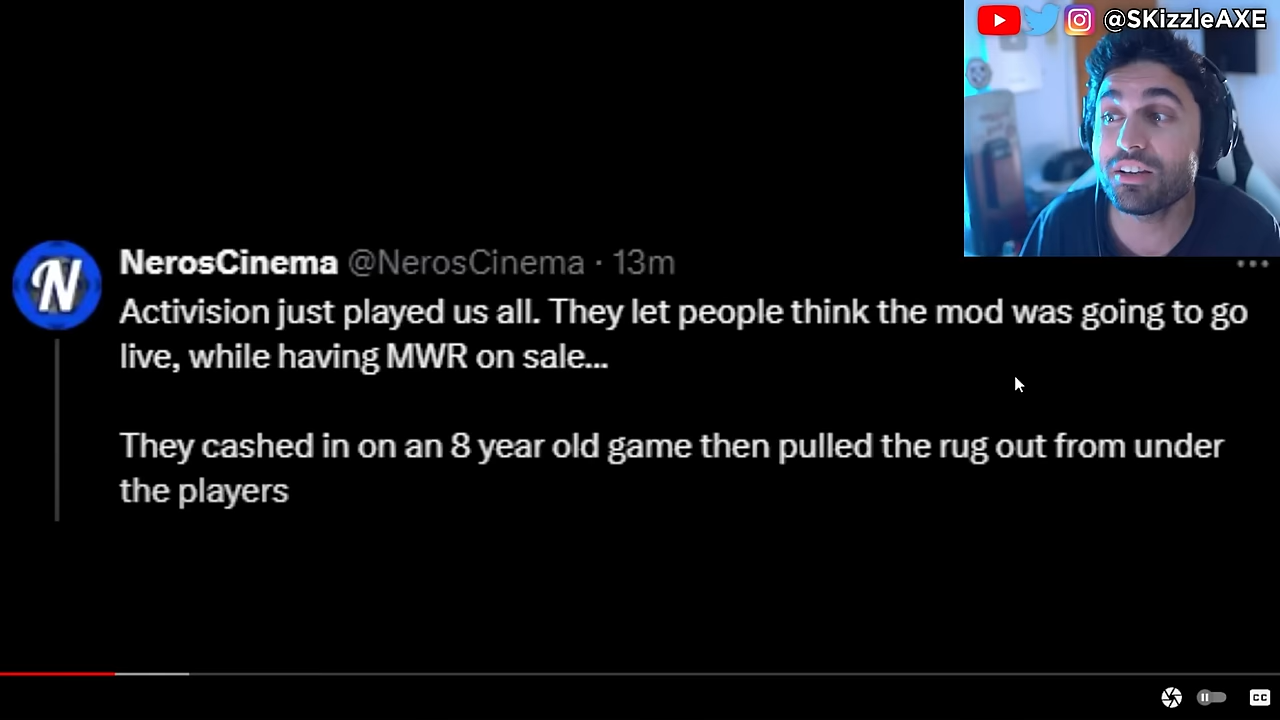 @SKizzleAXE
N
NerosCinema @NerosCinema · 13m
Activision just played us all. They let people think the mod was going to go
live, while having MWR on sale...
They cashed in on an 8 year old game then pulled the rug out from under
the players
CC